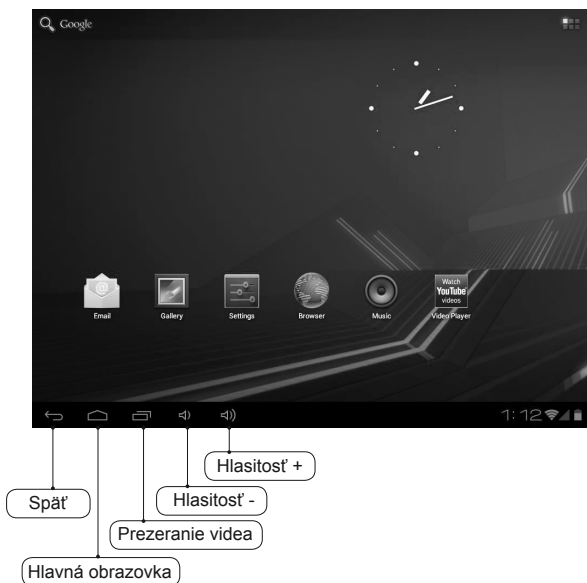 Google
Watch
YouTube
videos
Email Gallery Settings Browser Music Video Player
1:12
Hlasitosť +
Späť Hlasitosť -
Prezeranie videa
Hlavná obrazovka